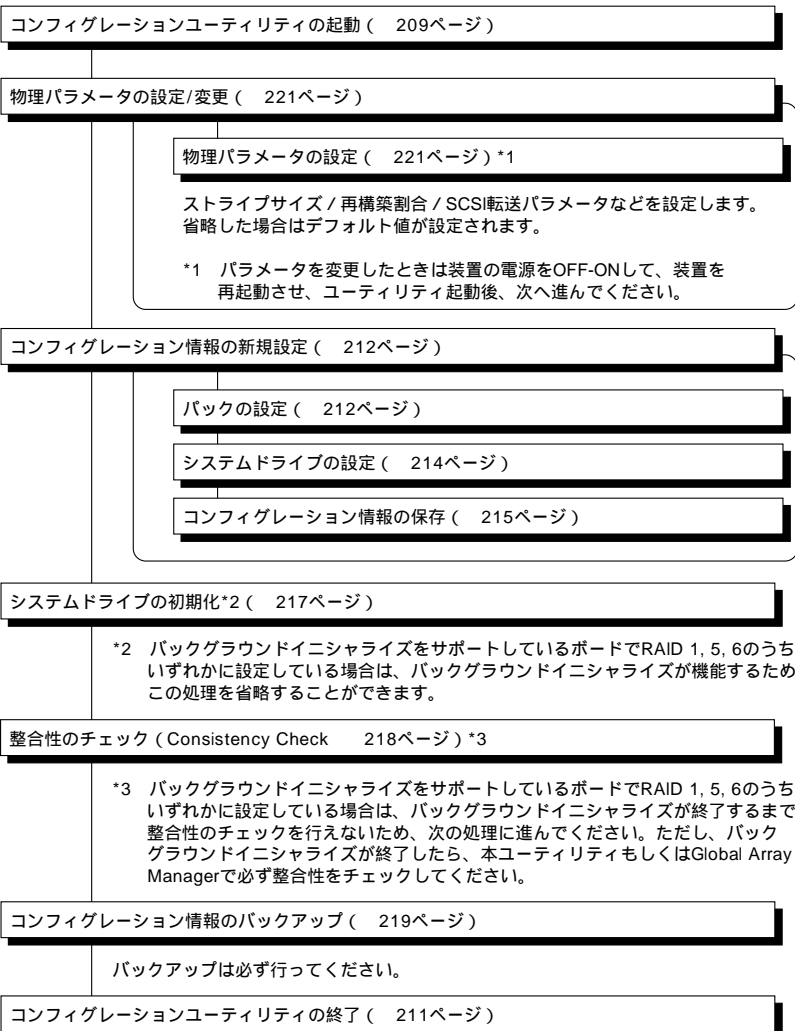 コンフィグレーションユーティリティの起動(　209ページ)
物理パラメータの設定/変更(　221ページ)
物理パラメータの設定(　221ページ)*1
ストライプサイズ / 再構築割合 / SCSI転送パラメータなどを設定します。
省略した場合はデフォルト値が設定されます。
*1　パラメータを変更したときは装置の電源をOFF-ONして、装置を
再起動させ、ユーティリティ起動後、次へ進んでください。
コンフィグレーション情報の新規設定(　212ページ)
パックの設定(　212ページ)
システムドライブの設定(　214ページ)
コンフィグレーション情報の保存(　215ページ)
システムドライブの初期化*2(　217ページ)
*2　バックグラウンドイニシャライズをサポートしているボードでRAID 1, 5, 6のうち
いずれかに設定している場合は、バックグラウンドイニシャライズが機能するため
この処理を省略することができます。
整合性のチェック(Consistency Check　218ページ)*3
*3　バックグラウンドイニシャライズをサポートしているボードでRAID 1, 5, 6のうち
いずれかに設定している場合は、バックグラウンドイニシャライズが終了するまで
整合性のチェックを行えないため、次の処理に進んでください。ただし、バック
グラウンドイニシャライズが終了したら、本ユーティリティもしくはGlobal Array
Managerで必ず整合性をチェックしてください。
コンフィグレーション情報のバックアップ(　219ページ)
バックアップは必ず行ってください。
コンフィグレーションユーティリティの終了(　211ページ)